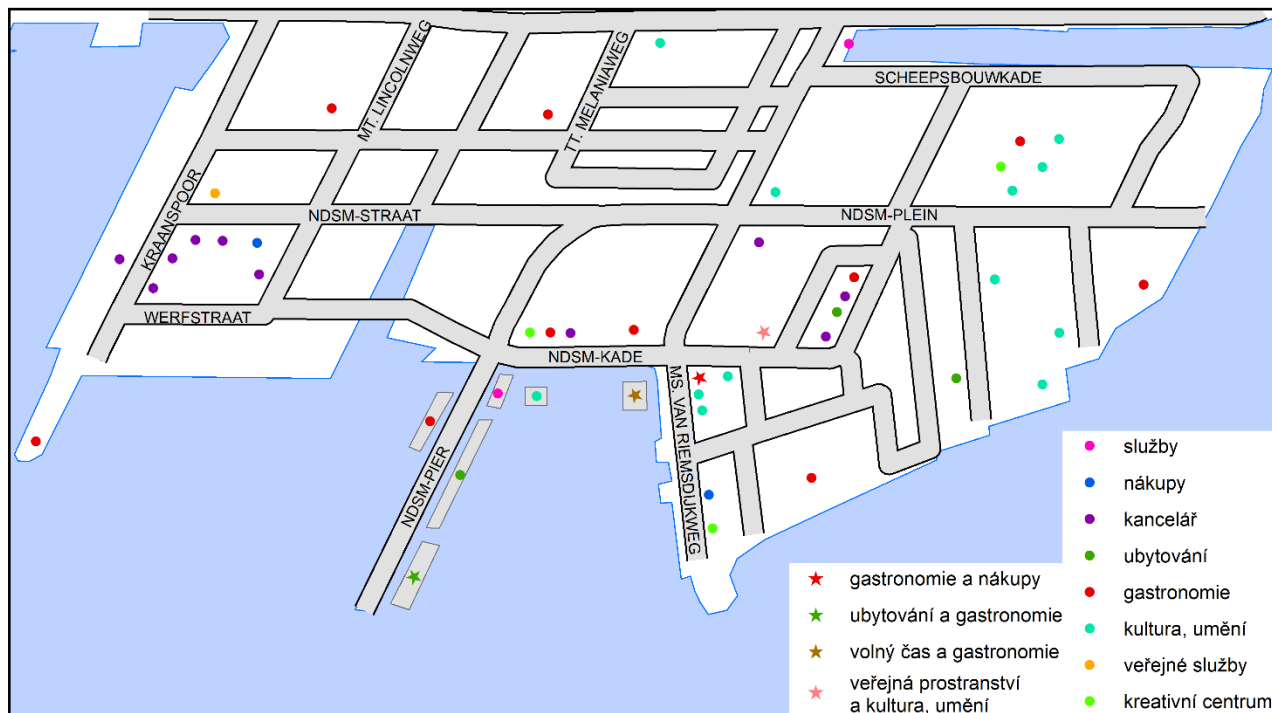 MT. LINCOLNWEG
TT. MELANIAWEG
SCHEEPSBOUWKADE
KRAANSPOOR
NDSM-STRAAT
NDSM-PLEIN
WERFSTRAAT
NDSM-KADE
MS. VAN RIEMSDIJKWEG
NDSM-PIER
gastronomie a nákupy
ubytování a gastronomie
volný čas a gastronomie
veřejná prostranství
a kultura, umění
služby
nákupy
kancelář
ubytování
gastronomie
kultura, umění
veřejné služby
kreativní centrum